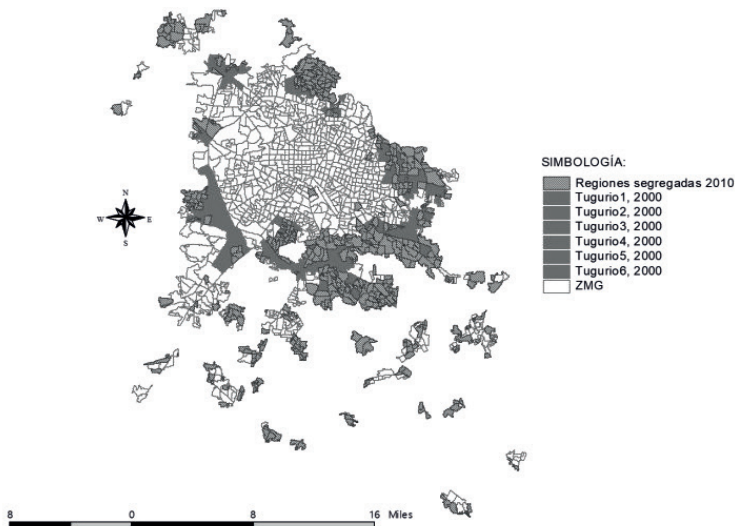 N
W E
S
SIMBOLOGÍA:
Regiones segregadas 2010
Tugurio1, 2000
Tugurio2, 2000
Tugurio3, 2000
Tugurio4, 2000
Tugurio5, 2000
Tugurio6, 2000
ZMG
8 0 8 16 Miles